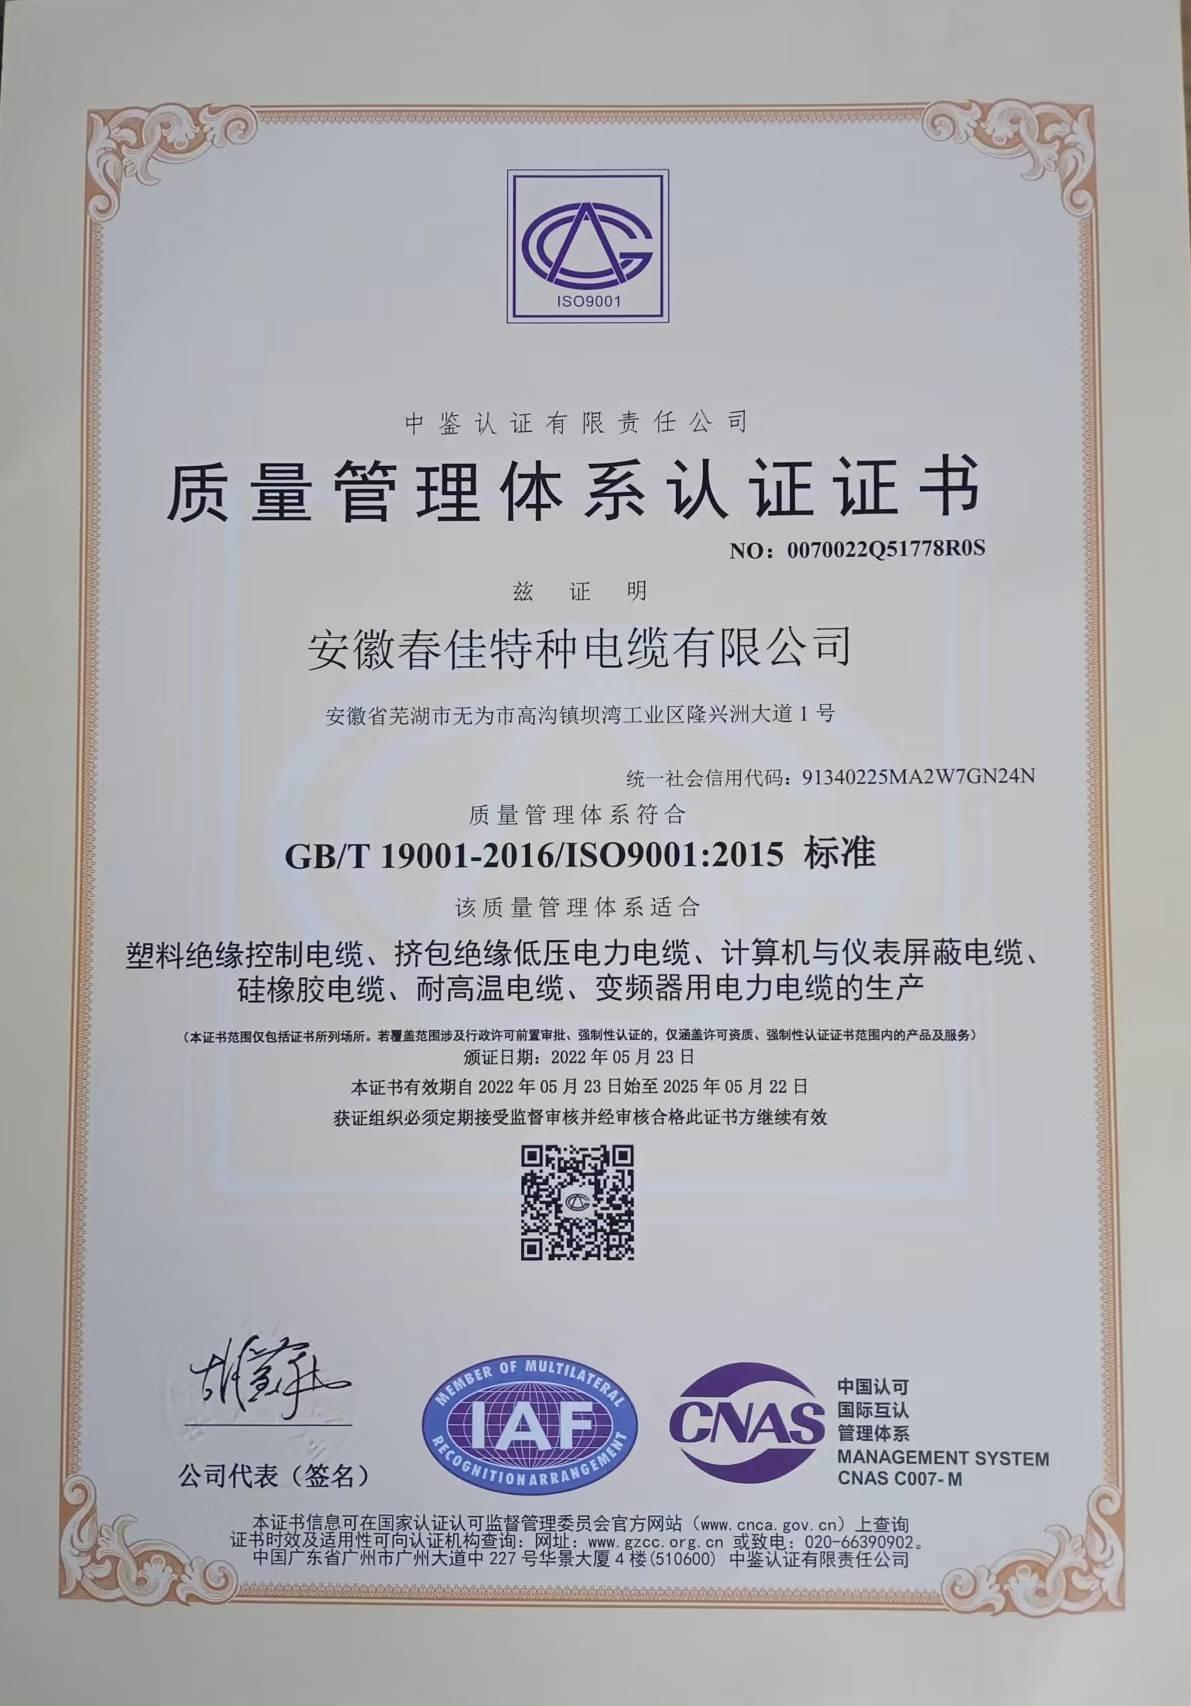 ISO9001
中鉴认证有限责任公司
质量管理体系认证证书
NO：0070022Q51778R0S
兹证明
安徽春佳特种电缆有限公司
安徽省芜湖市无为市高沟镇坝湾工业区隆兴洲大道1号
统一社会信用代码：91340225MA2W7GN24N
质量管理体系符合
GB/T 19001-2016/ISO9001:2015 标准
该质量管理体系适合
塑料绝缘控制电缆、挤包绝缘低压电力电缆、计算机与仪表屏蔽电缆、
硅橡胶电缆、耐高温电缆、变频器用电力电缆的生产
（本证书范围仅包括证书所列场所。若覆盖范围涉及行政许可前置审批、强制性认证的，仅涵盖许可资质、强制性认证证书范围内的产品及服务）
颁证日期：2022年05月23日
本证书有效期自2022年05月23日始至2025年05月22日
获证组织必须定期接受监督审核并经审核合格此证书方继续有效
公司代表（签名）
MEMBER OF MULTILATERAL
IAF
RECOGNITION ARRANGEMENT
CNAS
中国认可
国际互认
管理体系
MANAGEMENT SYSTEM
CNAS C007-M
本证书信息可在国家认证认可监督管理委员会官方网站（www.cnca.gov.cn）上查询
证书时效及适用性可向认证机构查询：网址：www.gzcc.org.cn 或致电：020-66390902。
中国广东省广州市广州大道中227号华景大厦4楼(510600) 中鉴认证有限责任公司